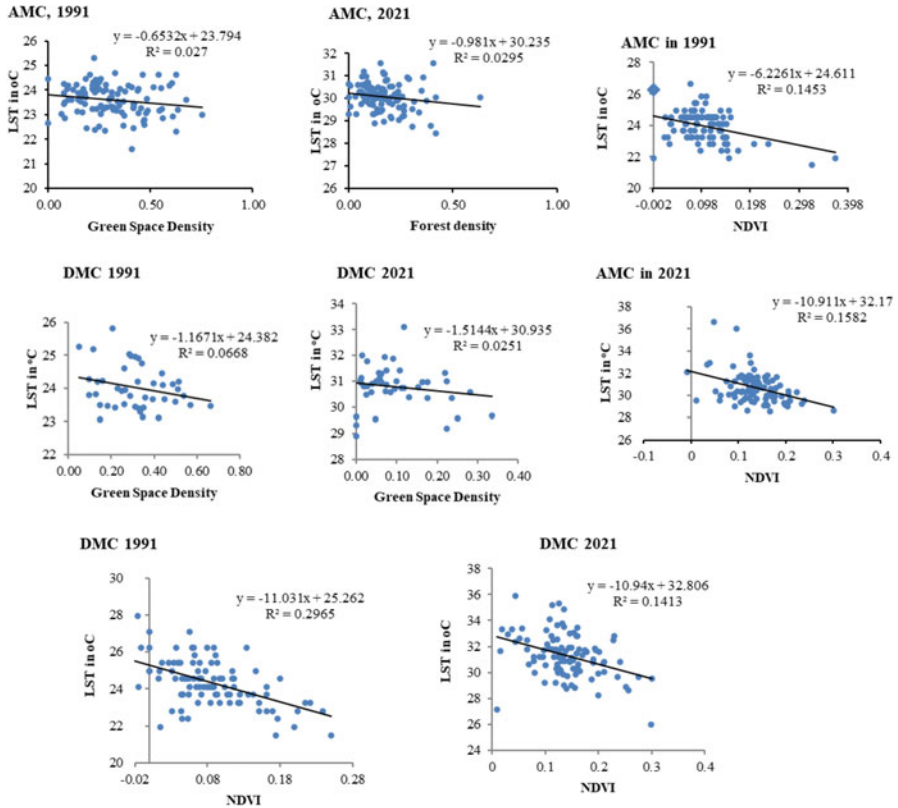 AMC, 1991
y = -0.6532x + 23.794
R² = 0.027
LST in oC
26
25
24
23
22
21
20
0.00
0.50
1.00
Green Space Density
AMC, 2021
y = -0.981x + 30.235
R² = 0.0295
LST in oC
32
31
30
29
28
27
26
0.00
0.50
1.00
Forest density
AMC in 1991
y = -6.2261x + 24.611
R² = 0.1453
LST in oC
28
26
24
22
20
-0.002
0.098
0.198
0.298
0.398
NDVI
DMC 1991
y = -1.1671x + 24.382
R² = 0.0668
LST in °C
26
25
24
23
22
0.00
0.20
0.40
0.60
0.80
Green Space Density
DMC 2021
y = -1.5144x + 30.935
R² = 0.0251
LST in °C
34
33
32
31
30
29
28
0.00
0.10
0.20
0.30
0.40
Green Space Density
AMC in 2021
y = -10.911x + 32.17
R² = 0.1582
LST in °C
38
36
34
32
30
28
26
-0.1
0
0.1
0.2
0.3
0.4
NDVI
DMC 1991
y = -11.031x + 25.262
R² = 0.2965
LST in oC
30
28
26
24
22
20
-0.02
0.08
0.18
0.28
NDVI
DMC 2021
y = -10.94x + 32.806
R² = 0.1413
LST in oC
38
36
34
32
30
28
26
24
0
0.1
0.2
0.3
0.4
NDVI